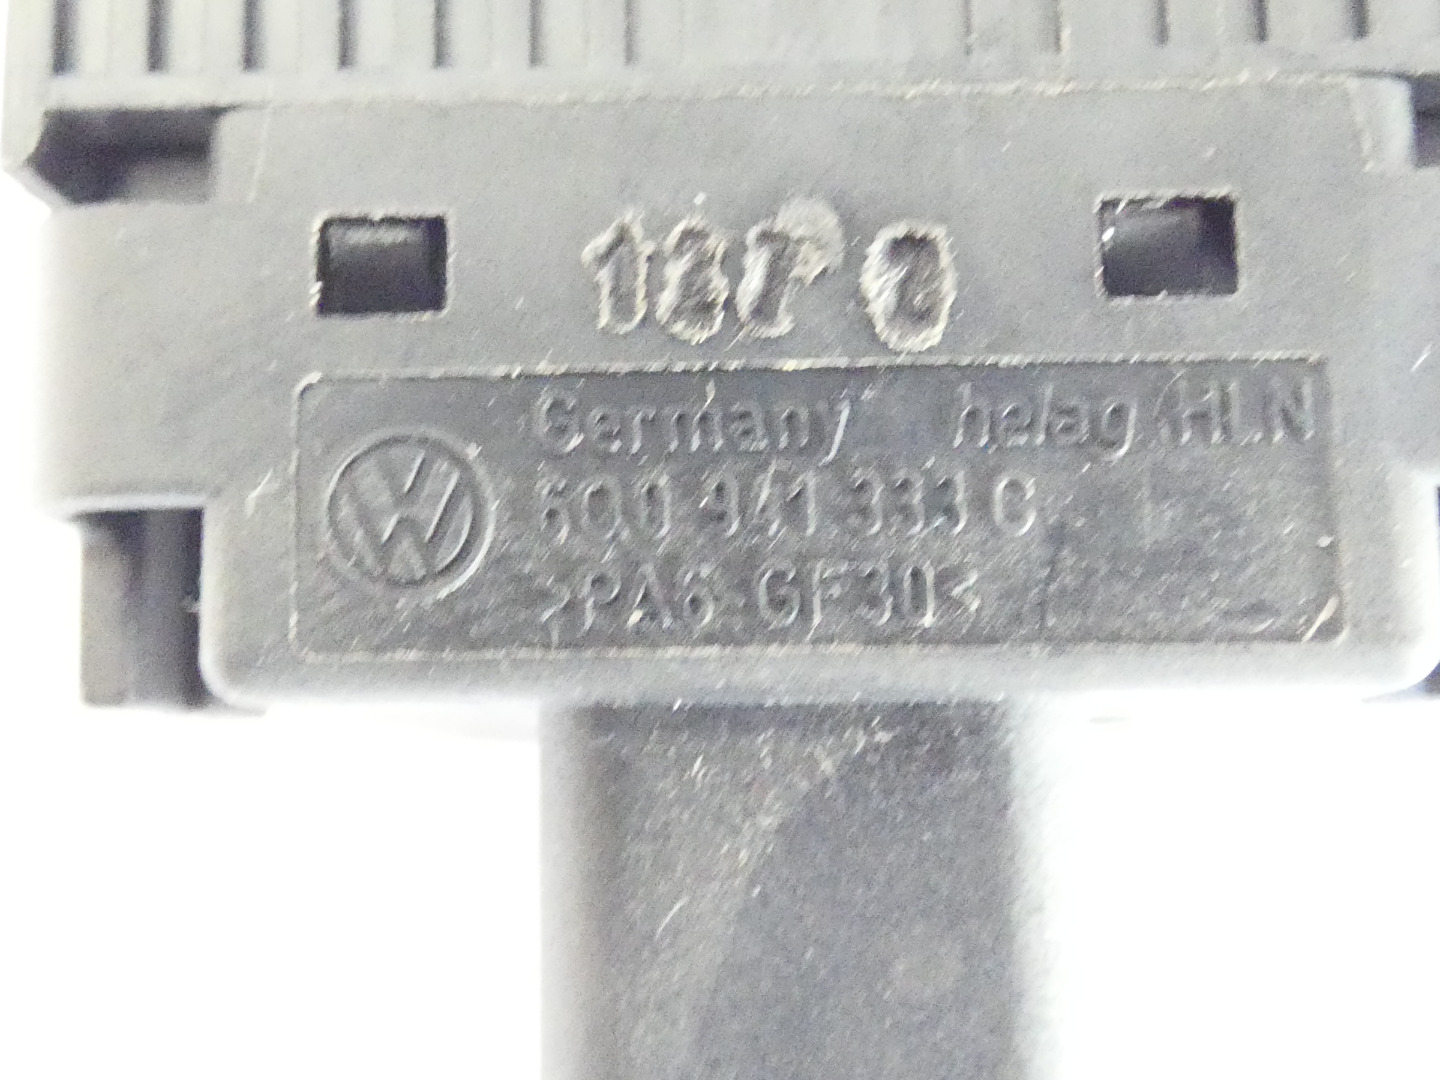 Germany helag HLN
6Q0 941 333 C
>PA6 GF30<